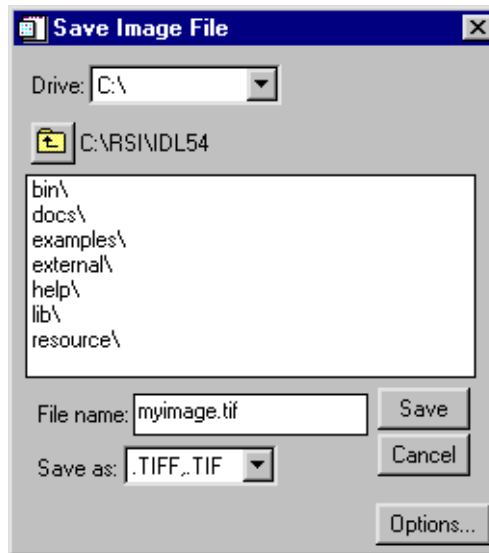 Save Image File
Drive: C:\
C:\RSI\IDL54
bin\
docs\
examples\
external\
help\
lib\
resource\
File name: myimage.tif Save
Save as: .TIFF,.TIF Cancel
Options...